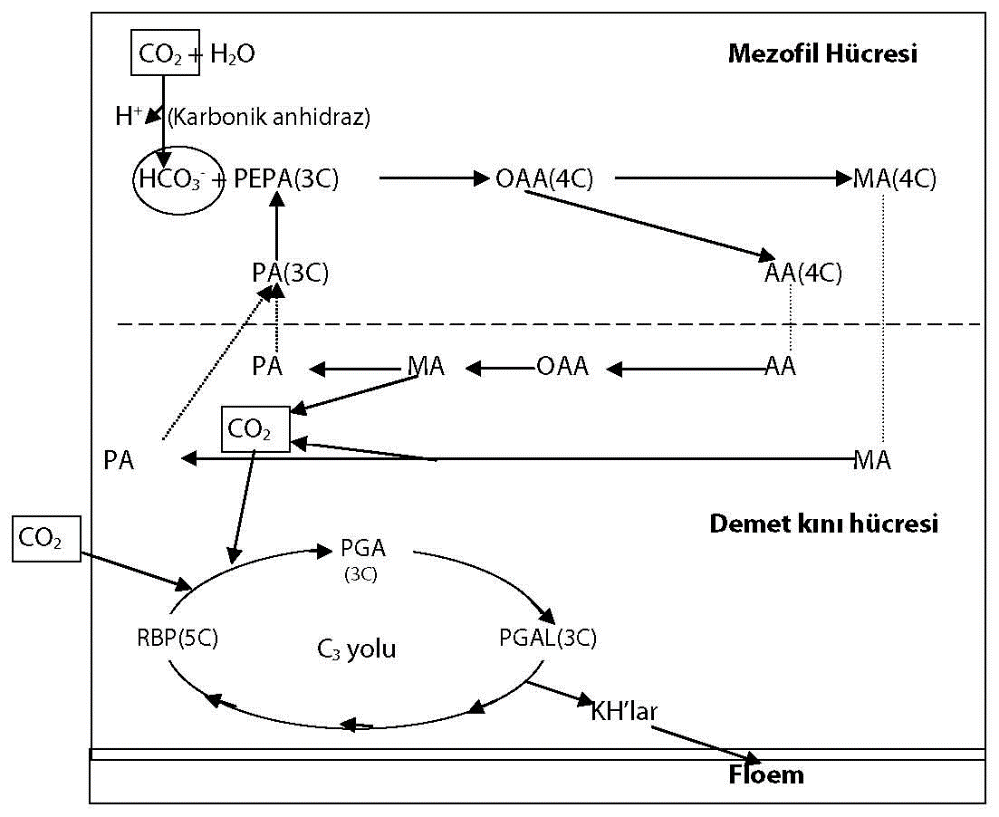 CO₂ + H₂O
Mezofil Hücresi
H⁺ (Karbonik anhidraz)
HCO₃⁻ + PEPA(3C) OAA(4C) MA(4C)
PA(3C) AA(4C)
PA MA OAA AA
CO₂
PA MA
Demet kını hücresi
CO₂
PGA
(3C)
RBP(5C) C₃ yolu PGAL(3C)
KH'lar
Floem